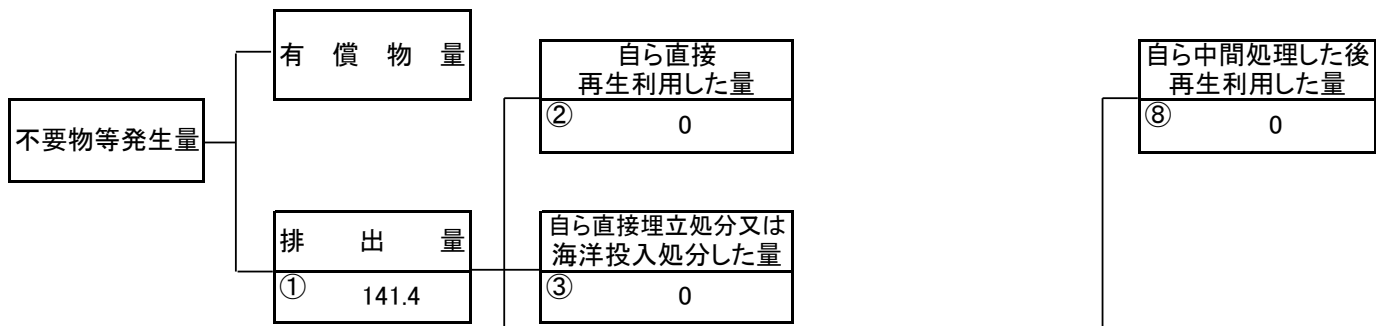 有 償 物 量
自ら直接
再生利用した量
② 0
自ら中間処理した後
再生利用した量
⑧ 0
不要物等発生量
排 出 量
① 141.4
自ら直接埋立処分又は
海洋投入処分した量
③ 0